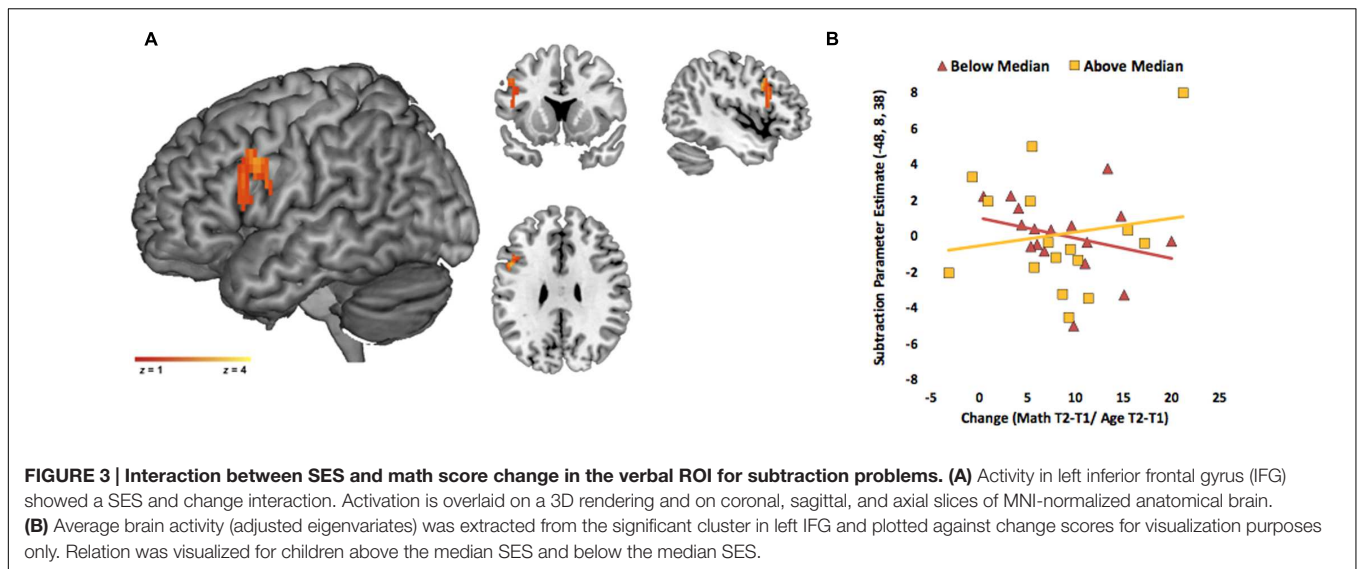 A
B
z = 1
z = 4
Below Median
Above Median
Subtraction Parameter Estimate (-48, 8, 38)
8
6
4
2
0
-2
-4
-6
-8
-5
0
5
10
15
20
25
Change (Math T2-T1/ Age T2-T1)
FIGURE 3 | Interaction between SES and math score change in the verbal ROI for subtraction problems. (A) Activity in left inferior frontal gyrus (IFG)
showed a SES and change interaction. Activation is overlaid on a 3D rendering and on coronal, sagittal, and axial slices of MNI-normalized anatomical brain.
(B) Average brain activity (adjusted eigenvariates) was extracted from the significant cluster in left IFG and plotted against change scores for visualization purposes
only. Relation was visualized for children above the median SES and below the median SES.